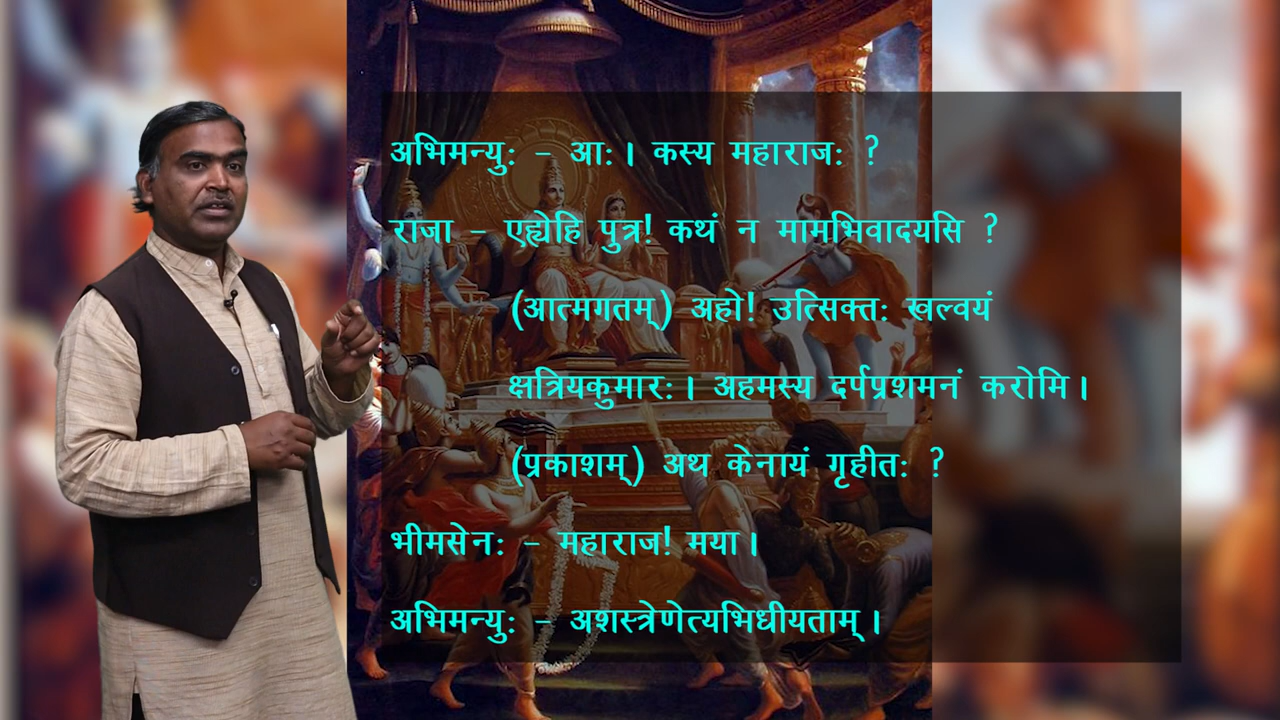 अभिमन्युः - आः। कस्य महाराजः ?
राजा - एह्येहि पुत्र! कथं न मामभिवादयसि ?
(आत्मगतम्) अहो! उत्सिक्तः खल्वयं
क्षत्रियकुमारः। अहमस्य दर्पप्रशमनं करोमि।
(प्रकाशम्) अथ केनायं गृहीतः ?
भीमसेनः - महाराज! मया।
अभिमन्युः - अशस्त्रेणेत्यभिधीयताम्।